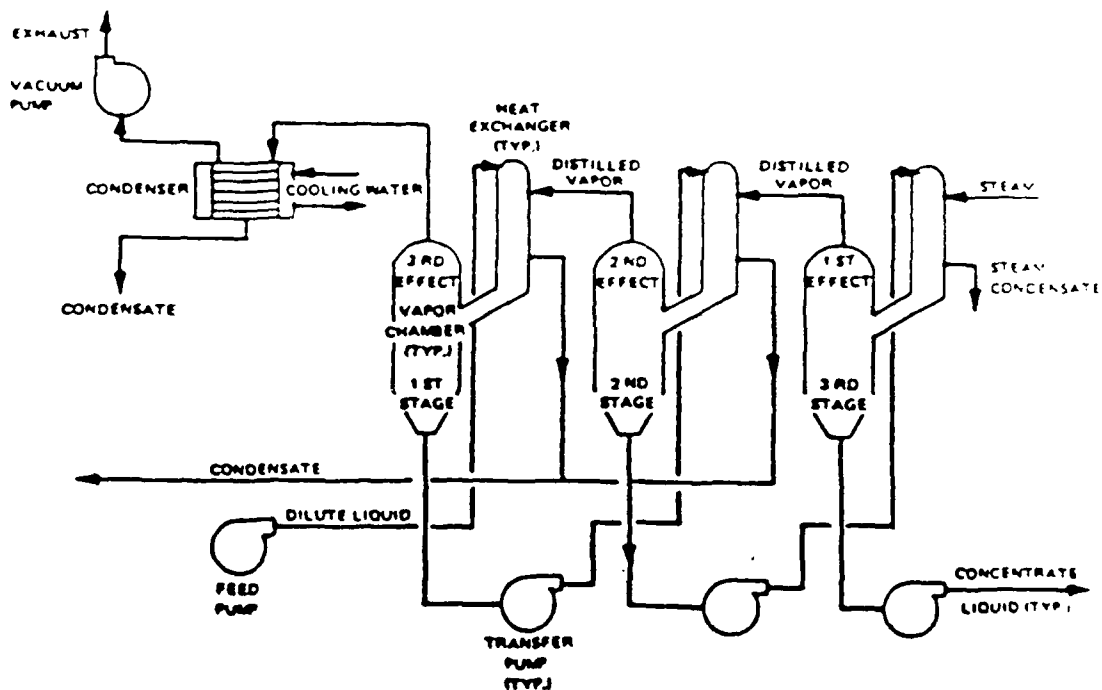 EXHAUST
VACUUM
PUMP
HEAT
EXCHANGER
(TYP.)
DISTILLED
VAPOR
DISTILLED
VAPOR
STEAM
CONDENSER
COOLING WATER
3 RD
EFFECT
2 ND
EFFECT
1 ST
EFFECT
STEAM
CONDENSATE
CONDENSATE
VAPOR
CHAMBER
(TYP.)
1 ST
STAGE
2 ND
STAGE
3 RD
STAGE
CONDENSATE
DILUTE LIQUID
FEED
PUMP
TRANSFER
PUMP
(TYP.)
CONCENTRATE
LIQUID (TYP.)